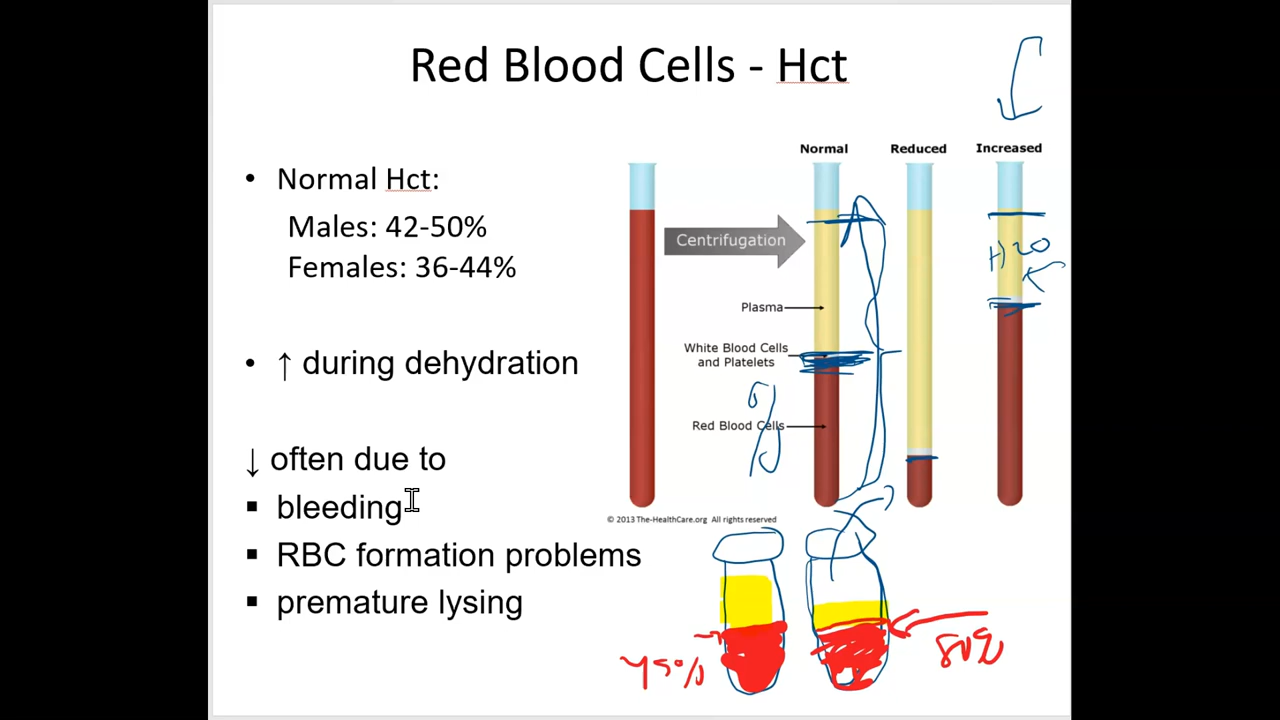 Red Blood Cells - Hct
• Normal Hct:
Males: 42-50%
Females: 36-44%
• ↑ during dehydration
↓ often due to
▪ bleeding
▪ RBC formation problems
▪ premature lysing
Normal
Reduced
Increased
Centrifugation
Plasma
White Blood Cells
and Platelets
Red Blood Cells
© 2013 The-HealthCare.org All rights reserved
H2O
%
45%